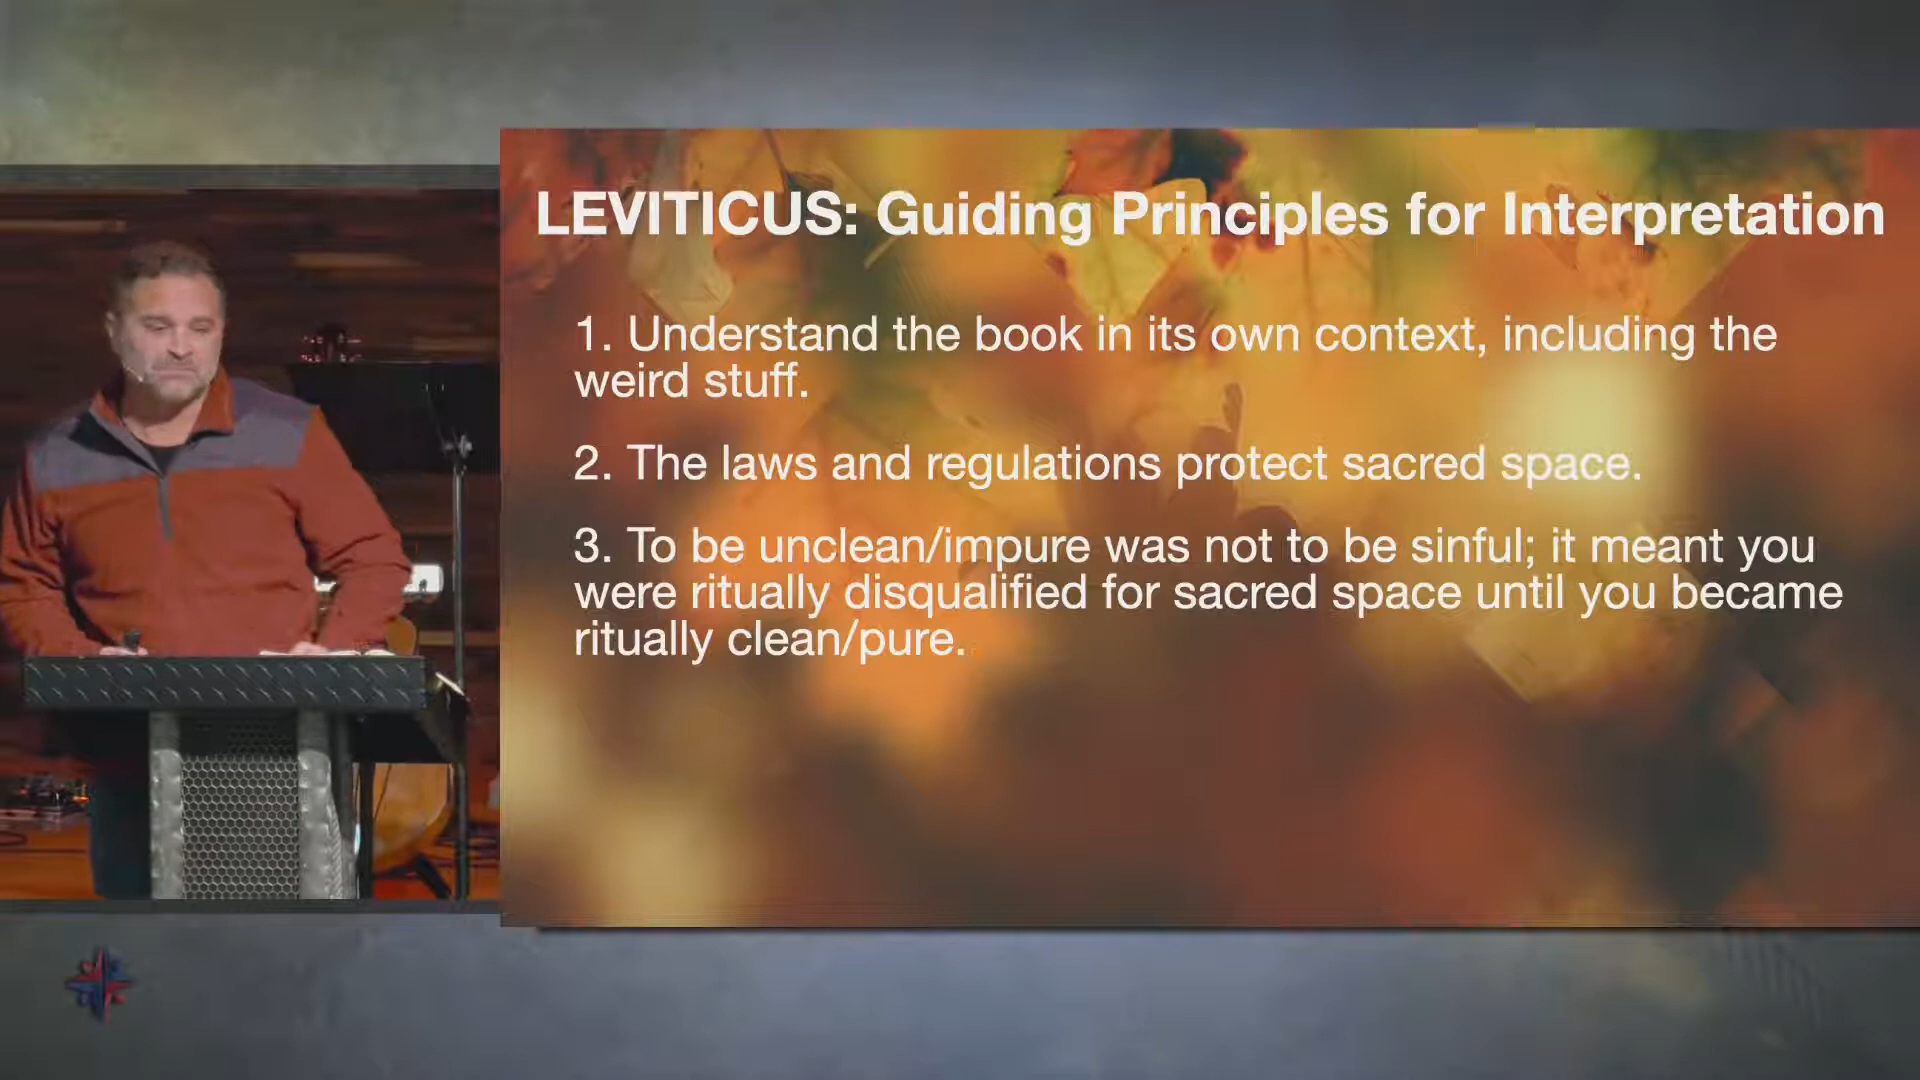 LEVITICUS: Guiding Principles for Interpretation
1. Understand the book in its own context, including the
weird stuff.
2. The laws and regulations protect sacred space.
3. To be unclean/impure was not to be sinful; it meant you
were ritually disqualified for sacred space until you became
ritually clean/pure.